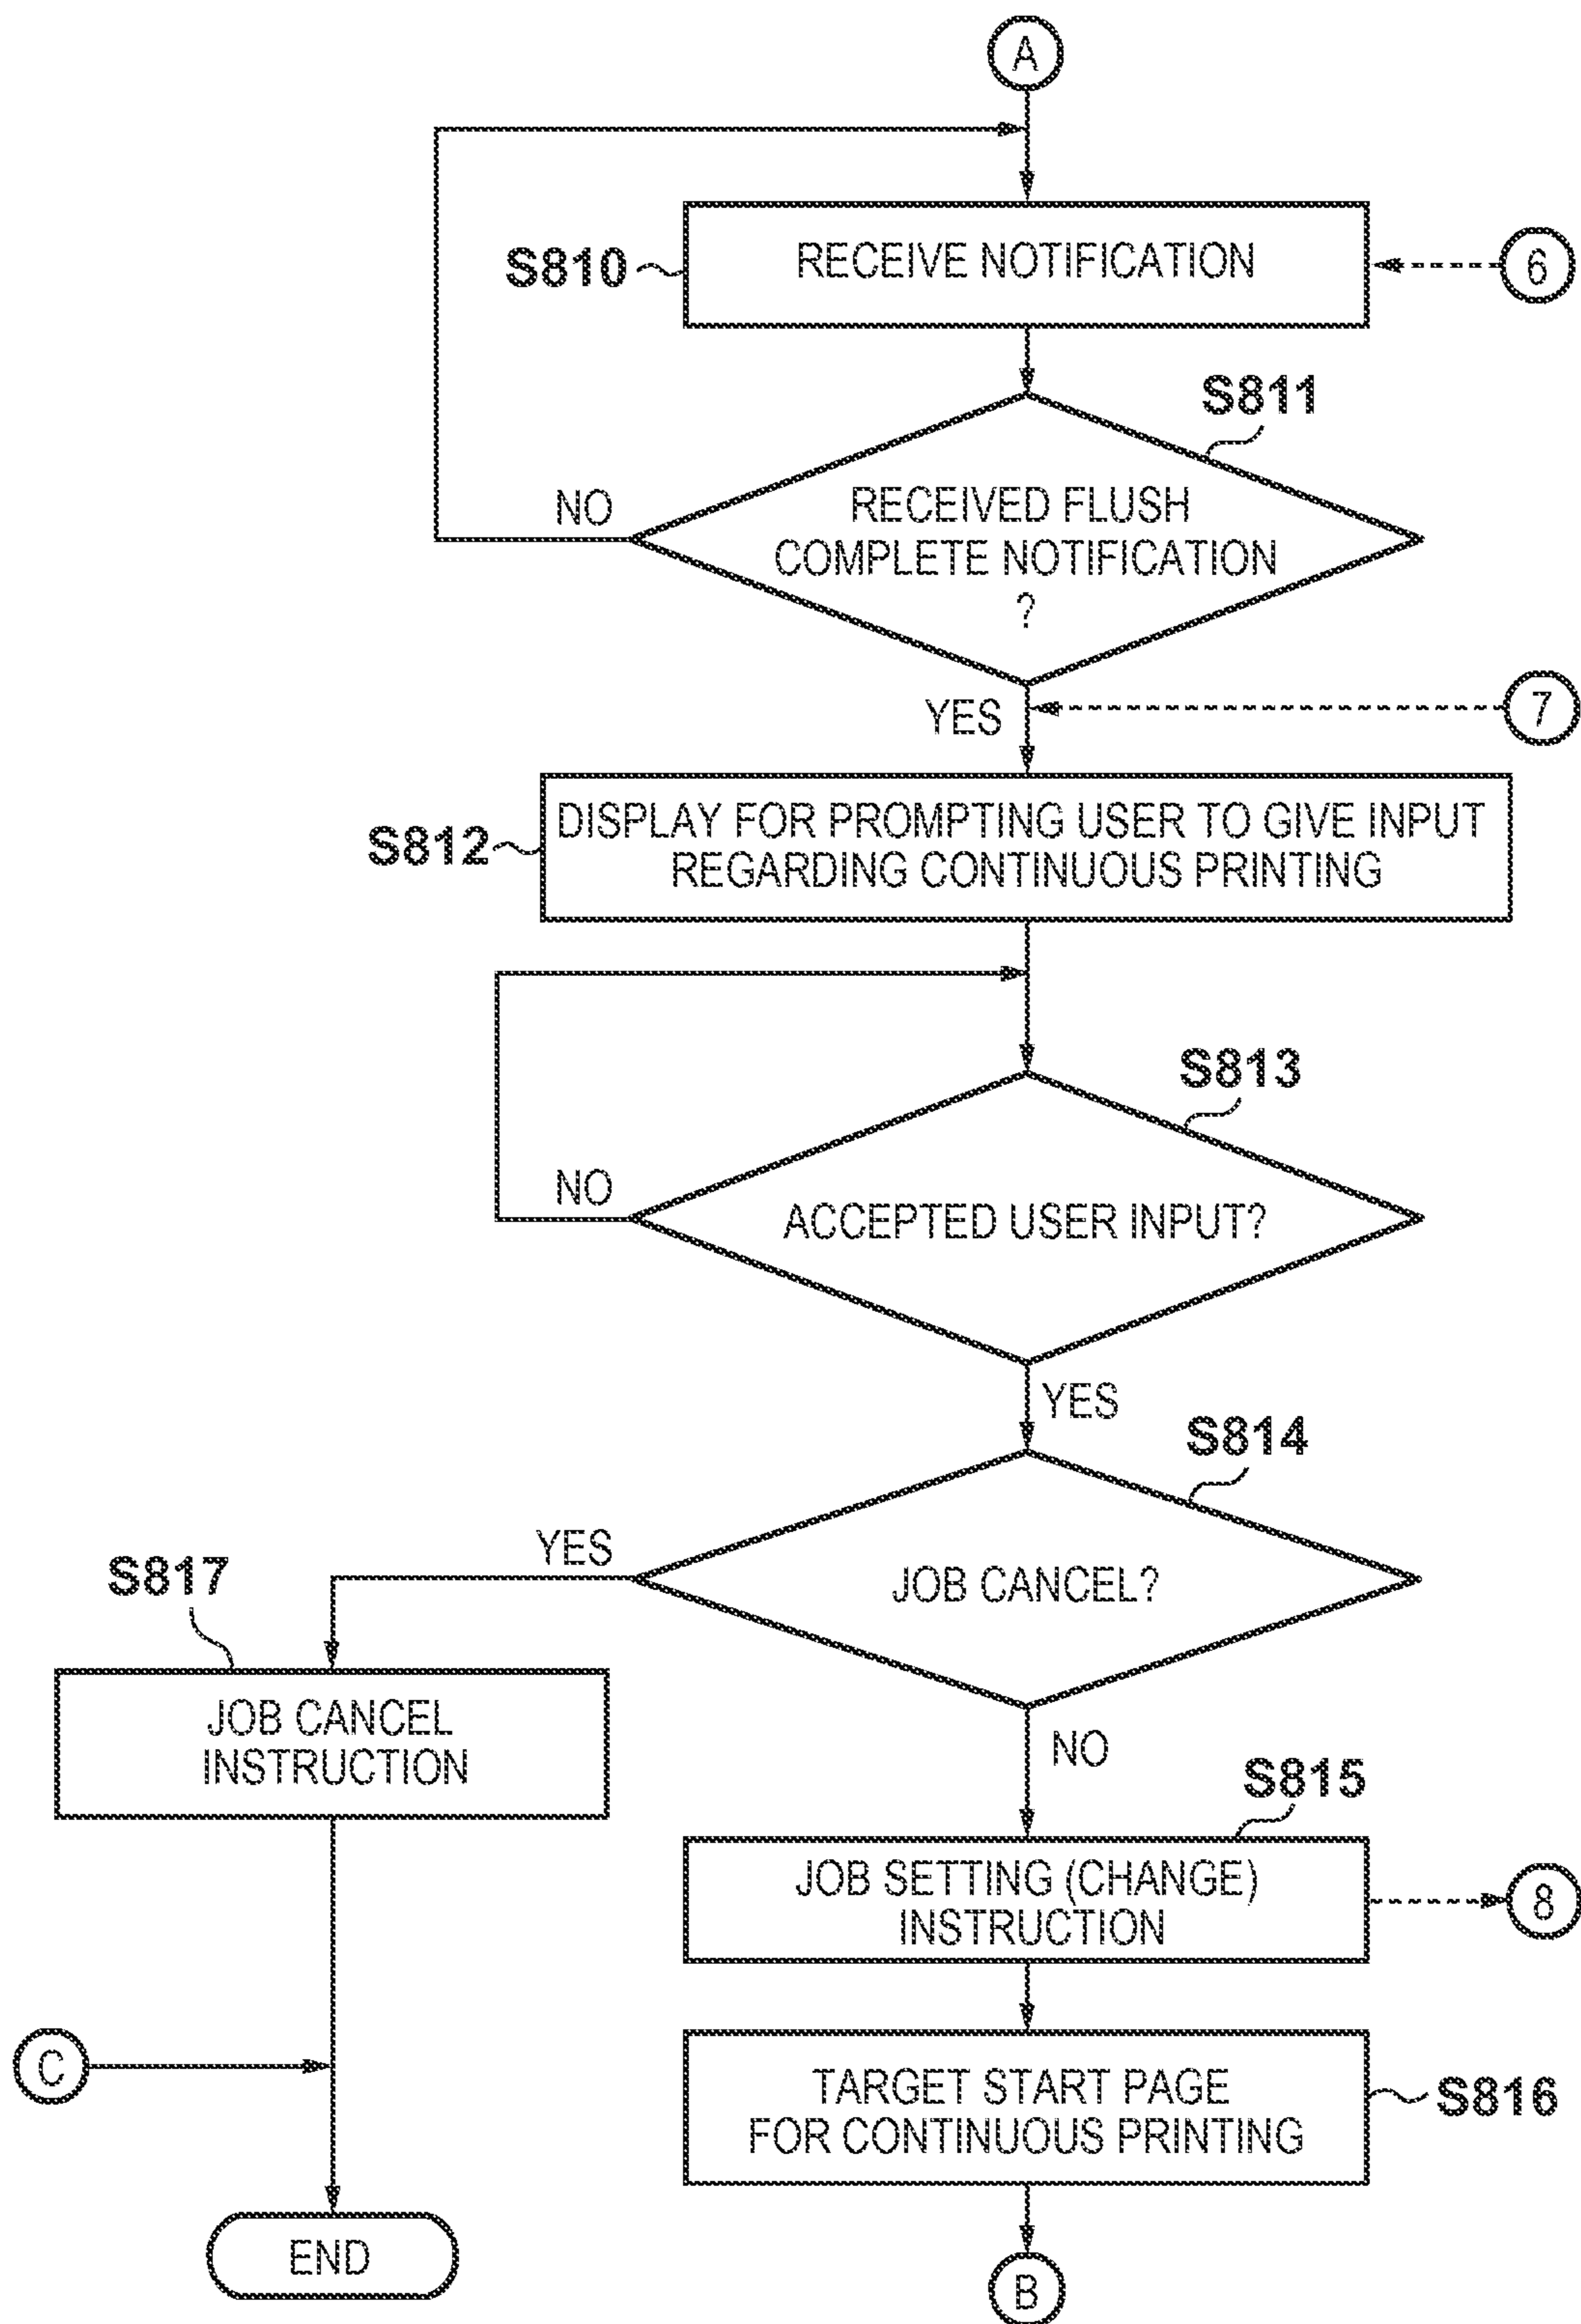 A
S810
RECEIVE NOTIFICATION
6
S811
NO
RECEIVED FLUSH
COMPLETE NOTIFICATION
?
YES
7
S812
DISPLAY FOR PROMPTING USER TO GIVE INPUT
REGARDING CONTINUOUS PRINTING
S813
NO
ACCEPTED USER INPUT?
YES
S814
YES
JOB CANCEL?
S817
JOB CANCEL
INSTRUCTION
NO
S815
JOB SETTING (CHANGE)
INSTRUCTION
8
C
TARGET START PAGE
FOR CONTINUOUS PRINTING
S816
END
B